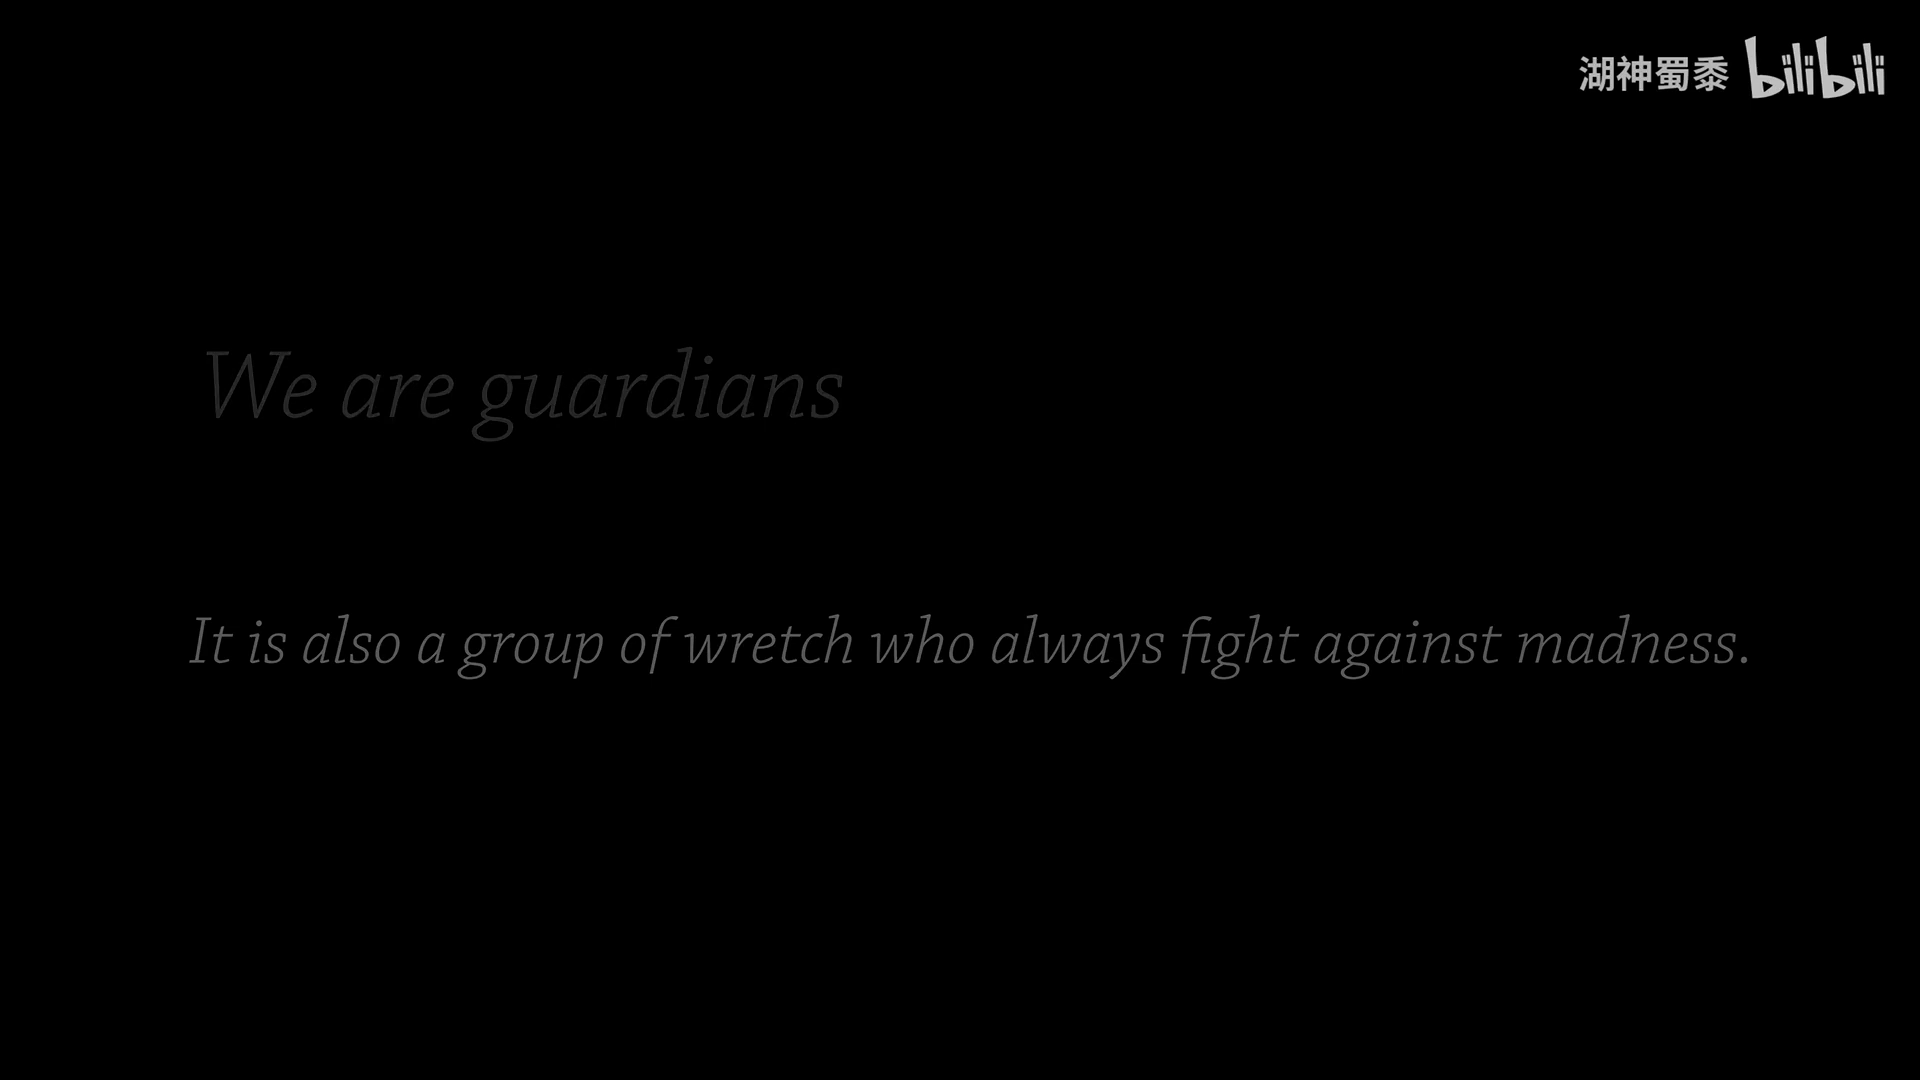 湖神蜀黍 bilibili
We are guardians
It is also a group of wretch who always fight against madness.